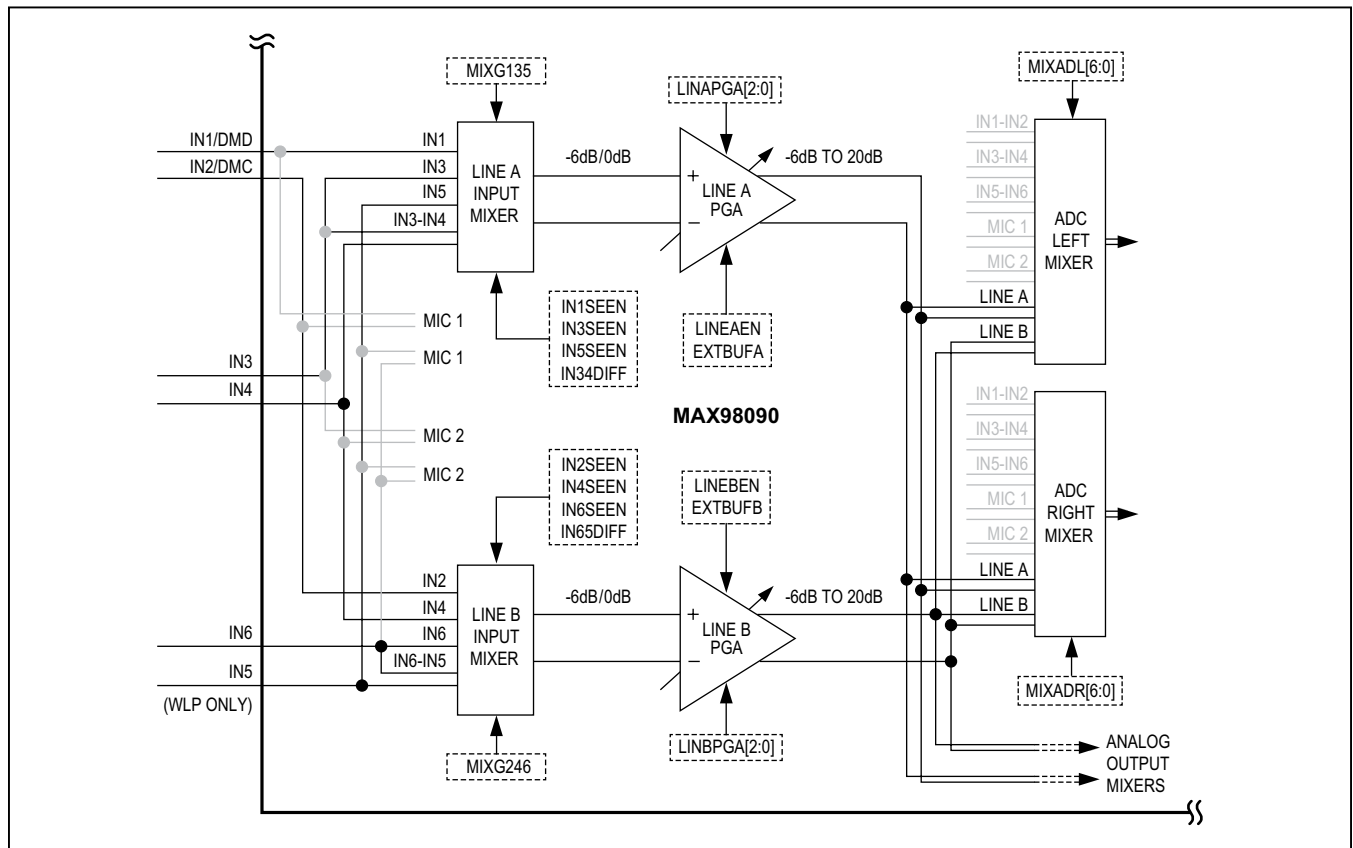 MIXG135
LINAPGA[2:0]
MIXADL[6:0]
IN1/DMD
IN2/DMC
IN1
IN3
IN5
IN3-IN4
LINE A
INPUT
MIXER
-6dB/0dB
+
−
LINE A
PGA
-6dB TO 20dB
IN1-IN2
IN3-IN4
IN5-IN6
MIC 1
MIC 2
LINE A
LINE B
ADC
LEFT
MIXER
MIC 1
MIC 1
IN1SEEN
IN3SEEN
IN5SEEN
IN34DIFF
LINEAEN
EXTBUFA
IN3
IN4
MAX98090
MIC 2
MIC 2
IN2SEEN
IN4SEEN
IN6SEEN
IN65DIFF
LINEBEN
EXTBUFB
IN1-IN2
IN3-IN4
IN5-IN6
MIC 1
MIC 2
LINE A
LINE B
ADC
RIGHT
MIXER
IN6
IN5
(WLP ONLY)
IN2
IN4
IN6
IN6-IN5
LINE B
INPUT
MIXER
-6dB/0dB
+
−
LINE B
PGA
-6dB TO 20dB
MIXG246
LINBPGA[2:0]
MIXADR[6:0]
ANALOG
OUTPUT
MIXERS